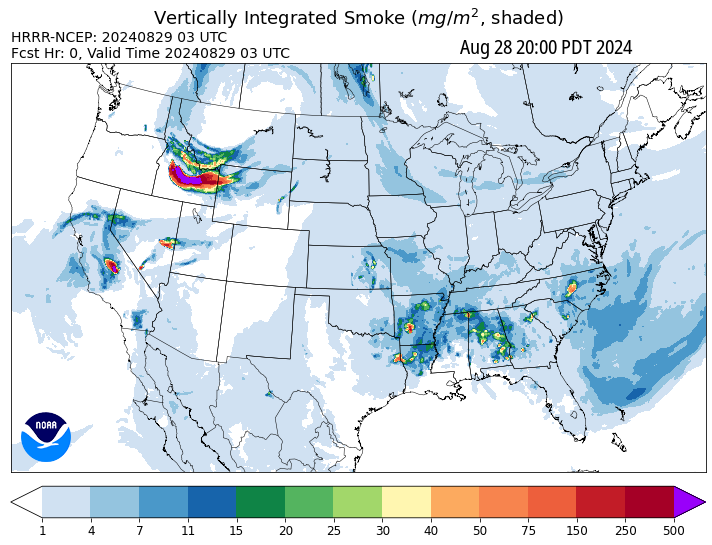 Vertically Integrated Smoke (mg/m², shaded)
HRRR-NCEP: 20240829 03 UTC
Fcst Hr: 0, Valid Time 20240829 03 UTC
Aug 28 20:00 PDT 2024
NOAA
1 4 7 11 15 20 25 30 40 50 75 150 250 500